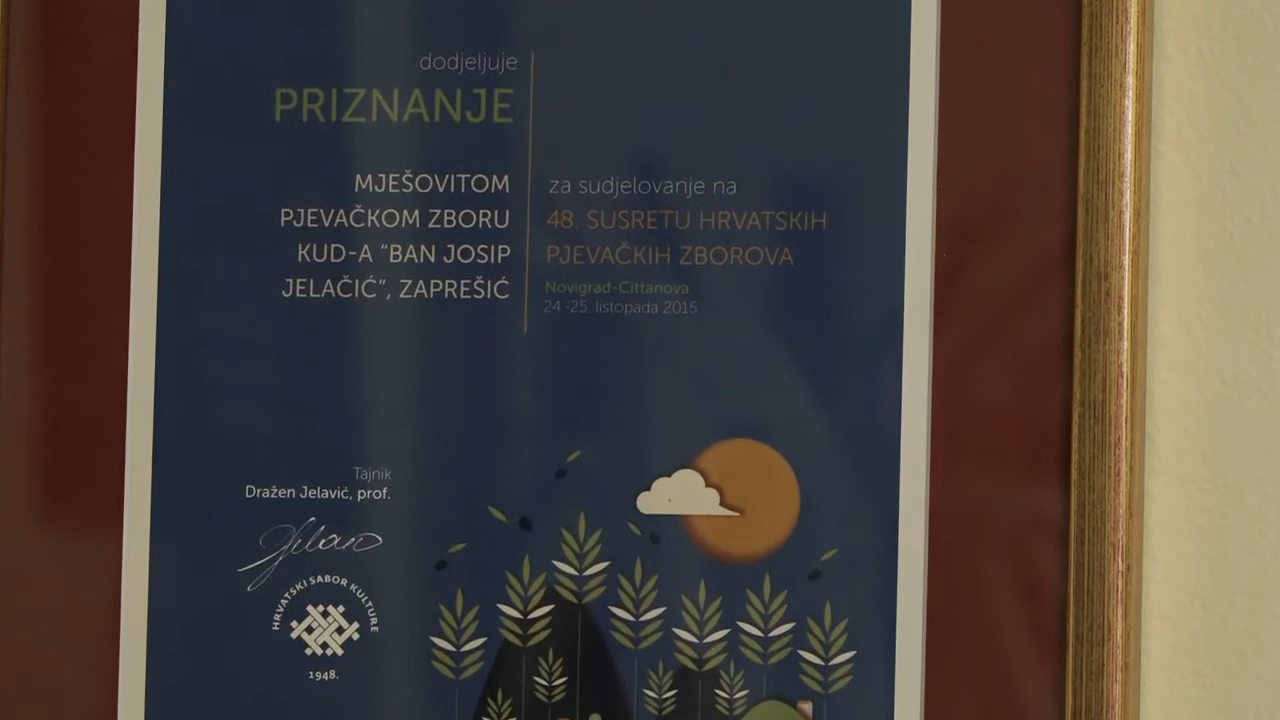 dodjeljuje
PRIZNANJE
MJEŠOVITOM
PJEVAČKOM ZBORU
KUD-A “BAN JOSIP
JELAČIĆ”, ZAPREŠIĆ
za sudjelovanje na
48. SUSRETU HRVATSKIH
PJEVAČKIH ZBOROVA
Novigrad-Cittanova
24.-25. listopada 2015
Tajnik
Dražen Jelavić, prof.
HRVATSKI SABOR KULTURE
1948.